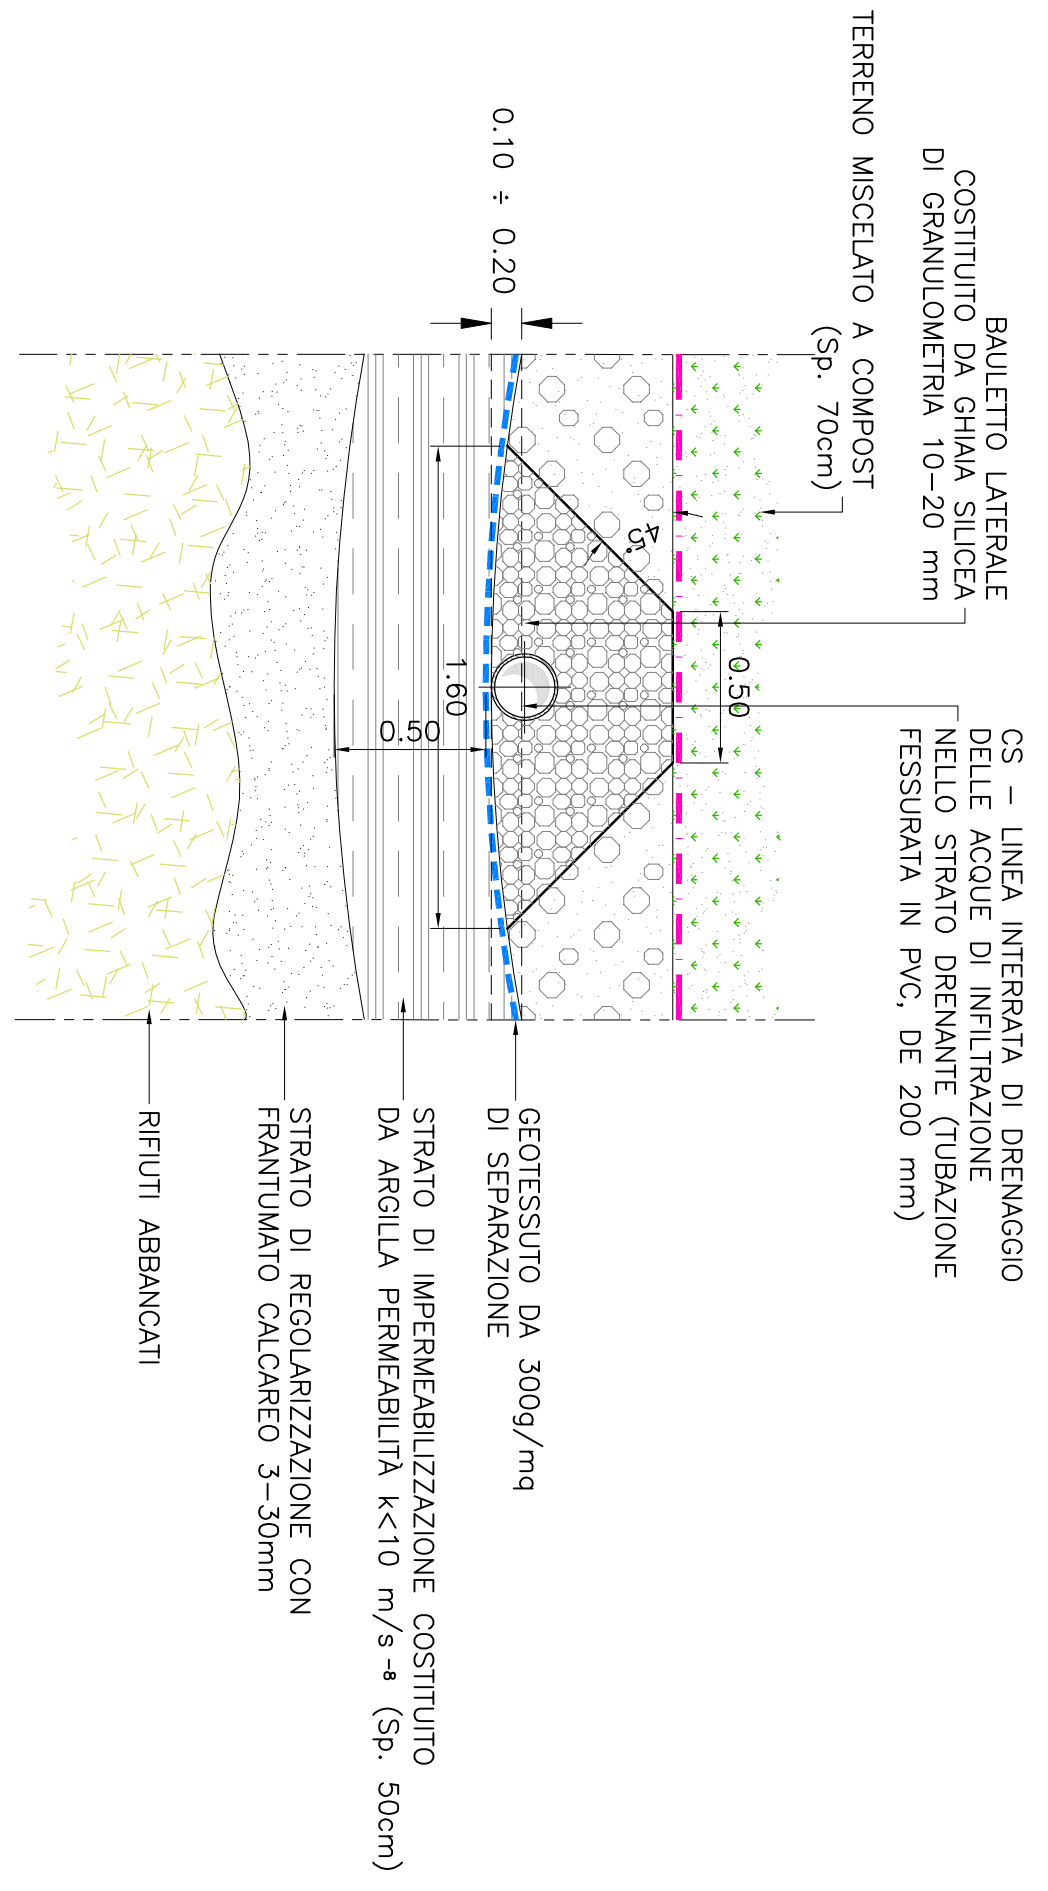 BAULETTO LATERALE
COSTITUITO DA GHIAIA SILICEA
DI GRANULOMETRIA 10-20 mm
TERRENO MISCELATO A COMPOST
(Sp. 70cm)
CS - LINEA INTERRATA DI DRENAGGIO
DELLE ACQUE DI INFILTRAZIONE
NELLO STRATO DRENANTE (TUBAZIONE
FESSURATA IN PVC, DE 200 mm)
0.50
45°
0.10 ÷ 0.20
1.60
0.50
GEOTESSUTO DA 300g/mq
DI SEPARAZIONE
STRATO DI IMPERMEABILIZZAZIONE COSTITUITO
DA ARGILLA PERMEABILITÀ k<10 m/s⁻⁸ (Sp. 50cm)
STRATO DI REGOLARIZZAZIONE CON
FRANTUMATO CALCAREO 3-30mm
RIFIUTI ABBANCATI